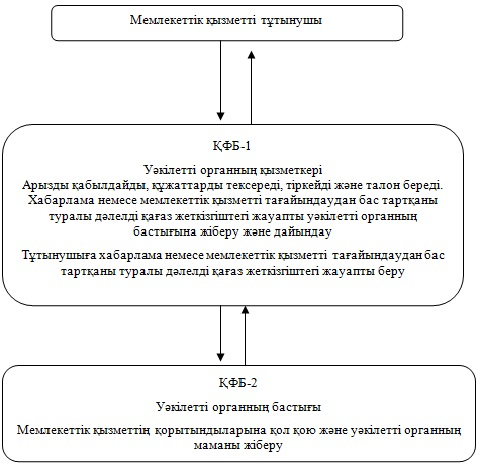 Мемлекеттік қызметті тұтынушы
ҚФБ-1
Уәкілетті органның қызметкері
Арызды қабылдайды, құжаттарды тексереді, тіркейді және талон береді.
Хабарлама немесе мемлекеттік қызметті тағайындаудан бас тартқаны
туралы дәлелді қағаз жеткізгіштегі жауапты уәкілетті органның
бастығына жіберу және дайындау
Тұтынушыға хабарлама немесе мемлекеттік қызметті тағайындаудан бас
тартқаны туралы дәлелді қағаз жеткізгіштегі жауапты беру
ҚФБ-2
Уәкілетті органның бастығы
Мемлекеттік қызметтің қорытындыларына қол қою және уәкілетті органның
маманы жіберу